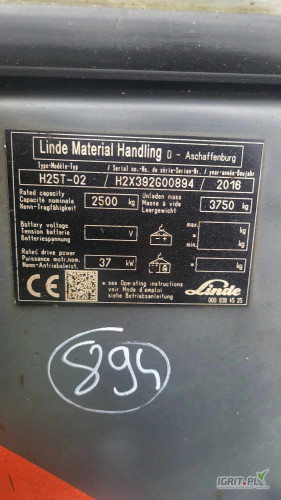 Linde Material Handling D - Aschaffenburg
Type-Modèle-Typ / Serial no.-No. de série-Serien-Nr. / year-année-Baujahr
H25T-02 / H2X392G00894 / 2016
Rated capacity
Capacité nominale
Nenn-Tragfähigkeit
2500 kg
Unladen mass
Masse à vide
Leergewicht
3750 kg
Battery voltage
Tension batterie
Batteriespannung
V
max. kg
min. kg
Rated drive power
Puissance motr.nom.
Nenn-Antriebsleist.
37 kW
kg
CE
see Operating instructions
voir Mode d'emploi
siehe Betriebsanleitung
Linde
000 938 45 25
894
IGRIT.PL